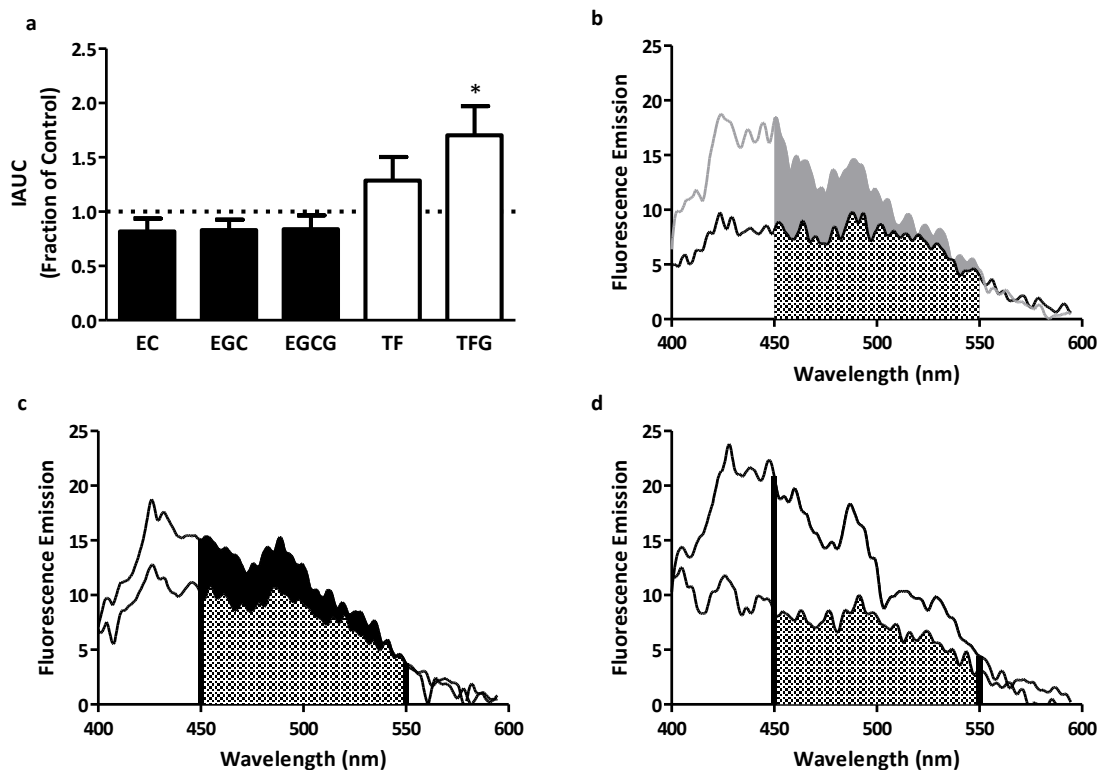 a
2.5
2.0
1.5
1.0
0.5
0.0
IAUC
(Fraction of Control)
*
EC EGC EGCG TF TFG
b
25
20
15
10
5
0
Fluorescence Emission
400 450 500 550 600
Wavelength (nm)
c
25
20
15
10
5
0
Fluorescence Emission
400 450 500 550 600
Wavelength (nm)
d
25
20
15
10
5
0
Fluorescence Emission
400 450 500 550 600
Wavelength (nm)